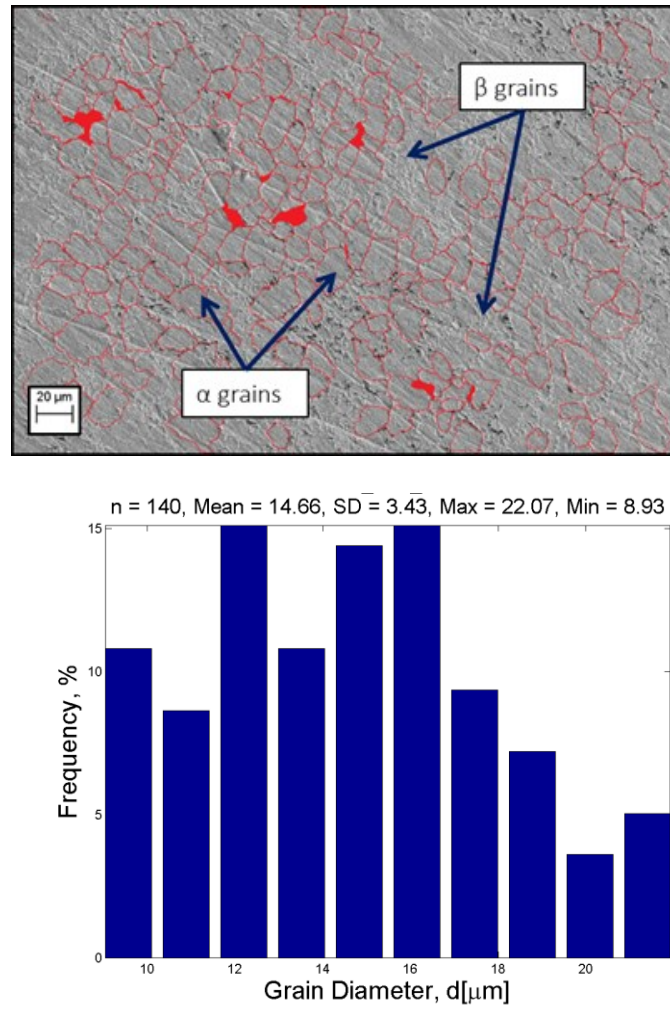 β grains
α grains
20 μm
n = 140, Mean = 14.66, SD = 3.43, Max = 22.07, Min = 8.93
15
10
5
0
Frequency, %
10 12 14 16 18 20
Grain Diameter, d[μm]